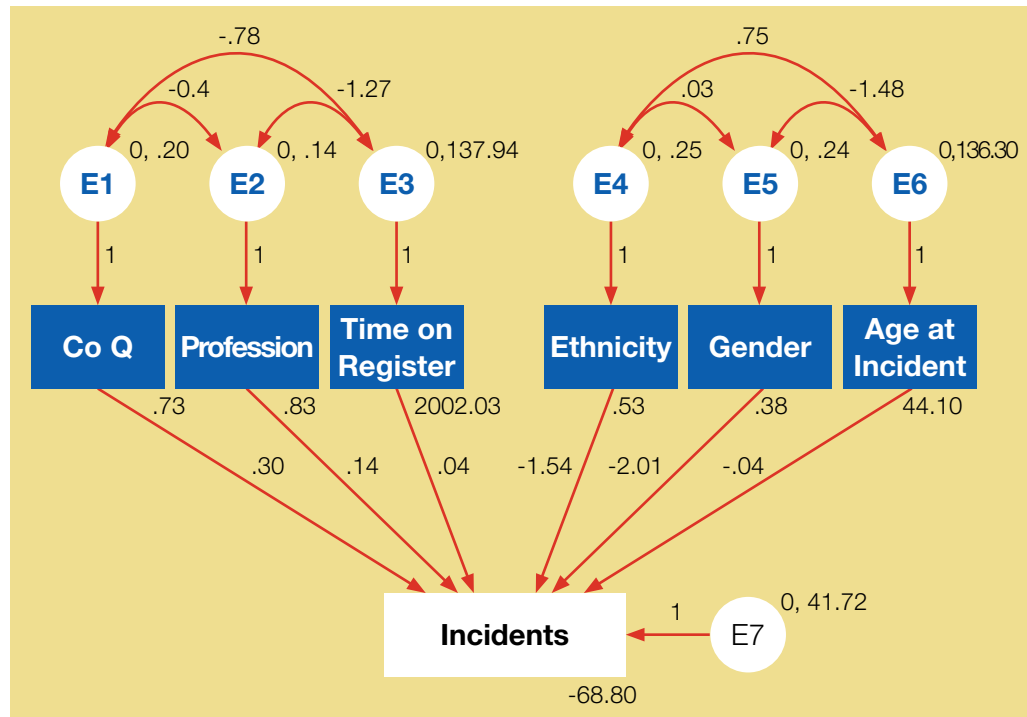 -.78 .75
-0.4 -1.27 .03 -1.48
0, .20 0, .14 0,137.94 0, .25 0, .24 0,136.30
E1 E2 E3 E4 E5 E6
1 1 1 1 1 1
Co Q Profession Time on Register Ethnicity Gender Age at Incident
.73 .83 2002.03 .53 .38 44.10
.30 .14 .04 -1.54 -2.01 -.04
Incidents 1 E7 0, 41.72
-68.80